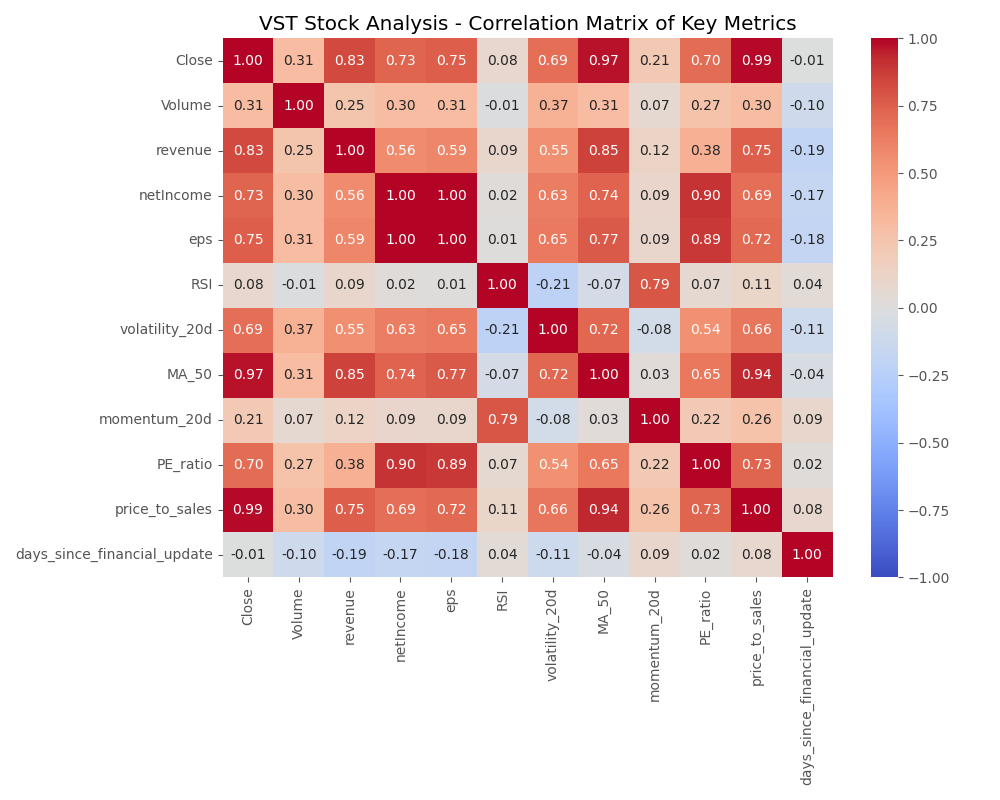 VST Stock Analysis - Correlation Matrix of Key Metrics
Close 1.00 0.31 0.83 0.73 0.75 0.08 0.69 0.97 0.21 0.70 0.99 -0.01
Volume 0.31 1.00 0.25 0.30 0.31 -0.01 0.37 0.31 0.07 0.27 0.30 -0.10
revenue 0.83 0.25 1.00 0.56 0.59 0.09 0.55 0.85 0.12 0.38 0.75 -0.19
netIncome 0.73 0.30 0.56 1.00 1.00 0.02 0.63 0.74 0.09 0.90 0.69 -0.17
eps 0.75 0.31 0.59 1.00 1.00 0.01 0.65 0.77 0.09 0.89 0.72 -0.18
RSI 0.08 -0.01 0.09 0.02 0.01 1.00 -0.21 -0.07 0.79 0.07 0.11 0.04
volatility_20d 0.69 0.37 0.55 0.63 0.65 -0.21 1.00 0.72 -0.08 0.54 0.66 -0.11
MA_50 0.97 0.31 0.85 0.74 0.77 -0.07 0.72 1.00 0.03 0.65 0.94 -0.04
momentum_20d 0.21 0.07 0.12 0.09 0.09 0.79 -0.08 0.03 1.00 0.22 0.26 0.09
PE_ratio 0.70 0.27 0.38 0.90 0.89 0.07 0.54 0.65 0.22 1.00 0.73 0.02
price_to_sales 0.99 0.30 0.75 0.69 0.72 0.11 0.66 0.94 0.26 0.73 1.00 0.08
days_since_financial_update -0.01 -0.10 -0.19 -0.17 -0.18 0.04 -0.11 -0.04 0.09 0.02 0.08 1.00
Close
Volume
revenue
netIncome
eps
RSI
volatility_20d
MA_50
momentum_20d
PE_ratio
price_to_sales
days_since_financial_update
1.00
0.75
0.50
0.25
0.00
−0.25
−0.50
−0.75
−1.00